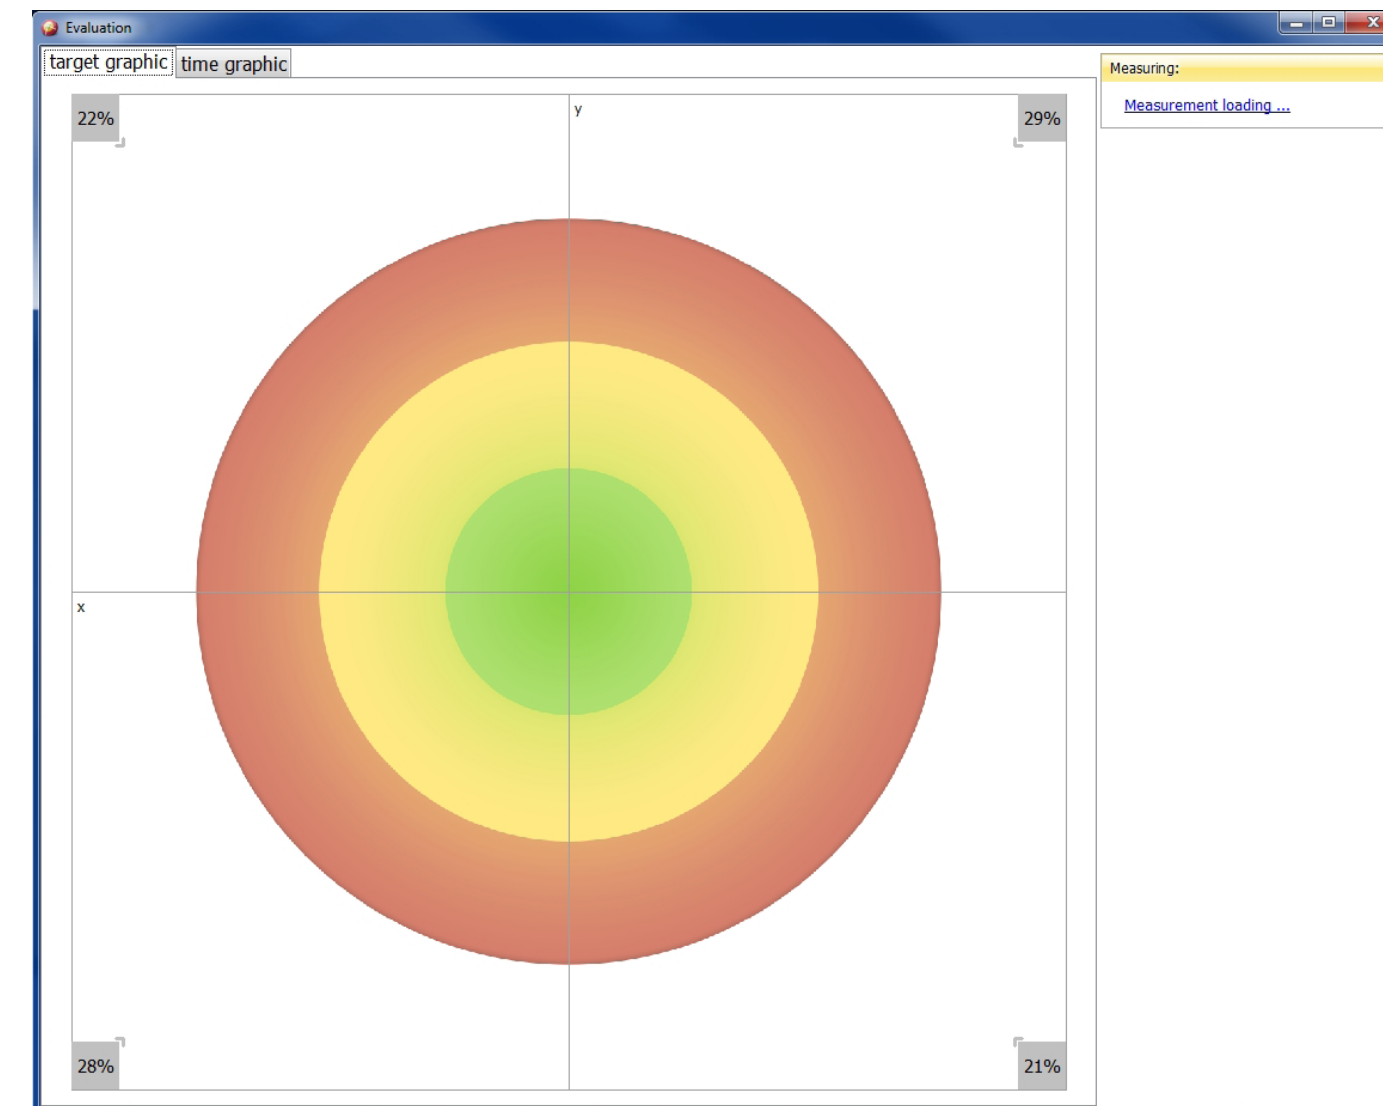 Evaluation
target graphic
time graphic
Measuring:
Measurement loading ...
22%
y
29%
x
28%
21%